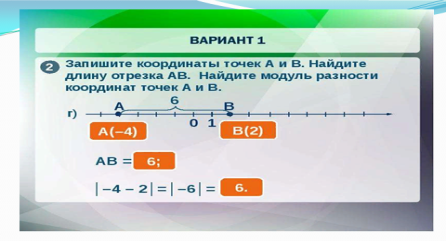 ВАРИАНТ 1
2 Запишите координаты точек А и В. Найдите
длину отрезка АВ. Найдите модуль разности
координат точек А и В.
6
А В
г)
0 1
А(–4) В(2)
АВ = 6;
|–4 – 2| = |–6| = 6.